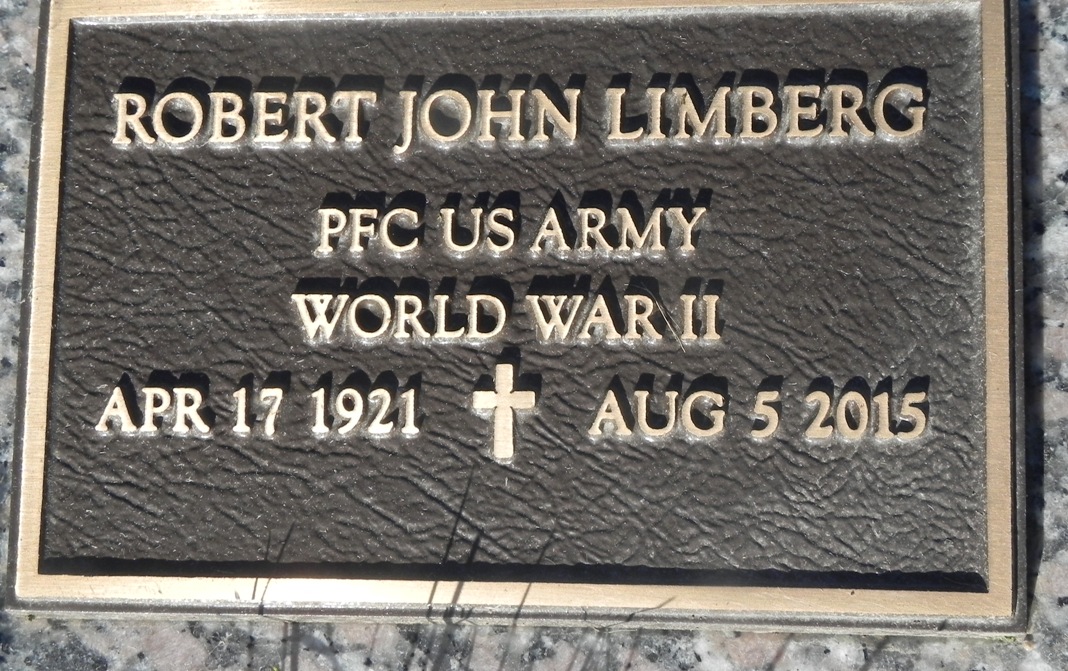 ROBERT JOHN LIMBERG
PFC US ARMY
WORLD WAR II
APR 17 1921 AUG 5 2015